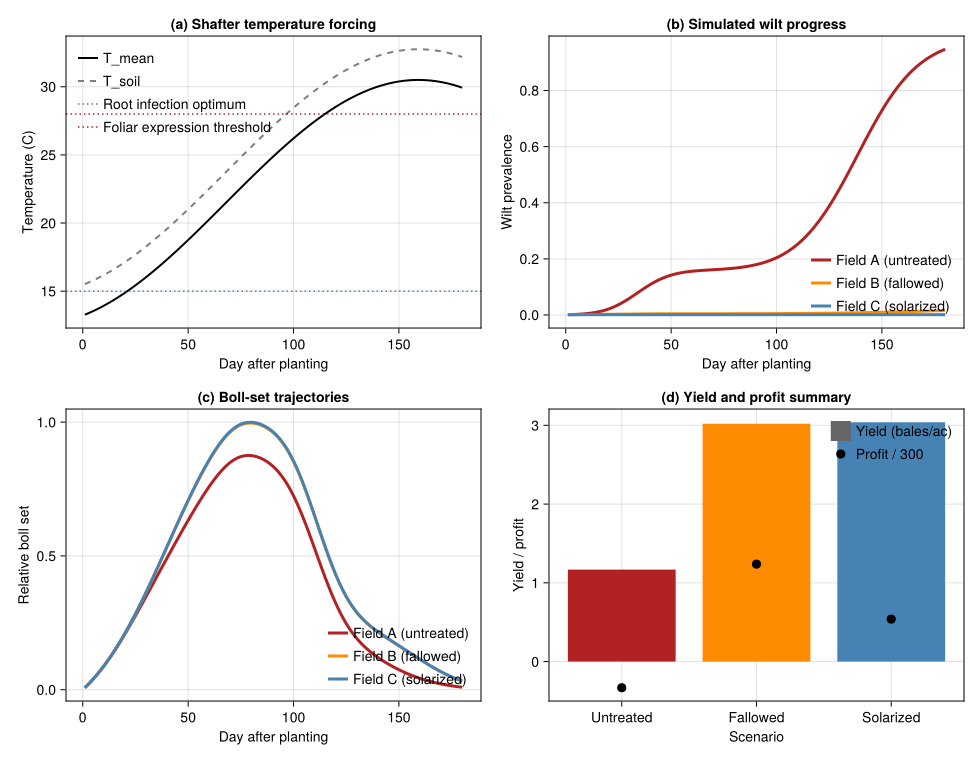 (a) Shafter temperature forcing
T_mean
T_soil
Root infection optimum
Foliar expression threshold
Temperature (C)
30
25
20
15
0
50
100
150
Day after planting
(b) Simulated wilt progress
Wilt prevalence
0.8
0.6
0.4
0.2
0.0
Field A (untreated)
Field B (fallowed)
Field C (solarized)
0
50
100
150
Day after planting
(c) Boll-set trajectories
Relative boll set
1.0
0.5
0.0
Field A (untreated)
Field B (fallowed)
Field C (solarized)
0
50
100
150
Day after planting
(d) Yield and profit summary
Yield / profit
3
2
1
0
Yield (bales/ac)
Profit / 300
Untreated
Fallowed
Solarized
Scenario